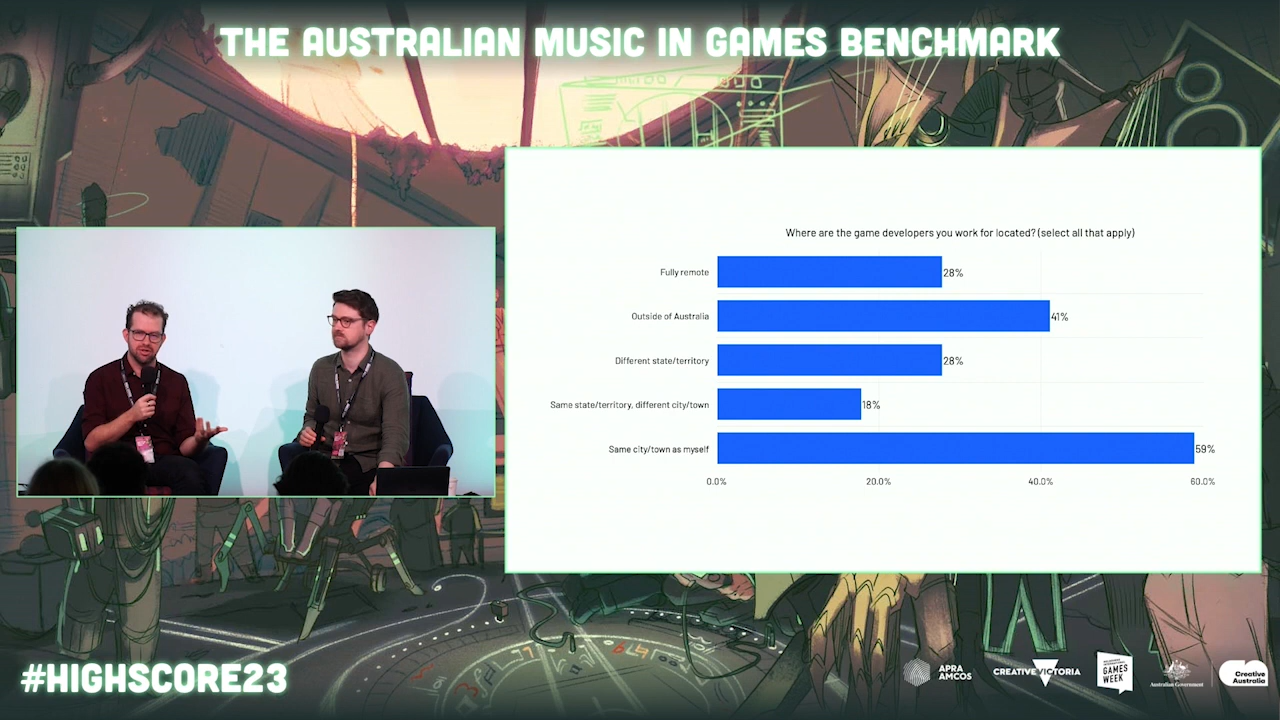 THE AUSTRALIAN MUSIC IN GAMES BENCHMARK
Where are the game developers you work for located? (select all that apply)
Fully remote
28%
Outside of Australia
41%
Different state/territory
28%
Same state/territory, different city/town
18%
Same city/town as myself
59%
0.0%
20.0%
40.0%
60.0%
#HIGHSCORE23
APRA
AMCOS
CREATIVE VICTORIA
GAMES
WEEK
Australian Government
Creative
Australia